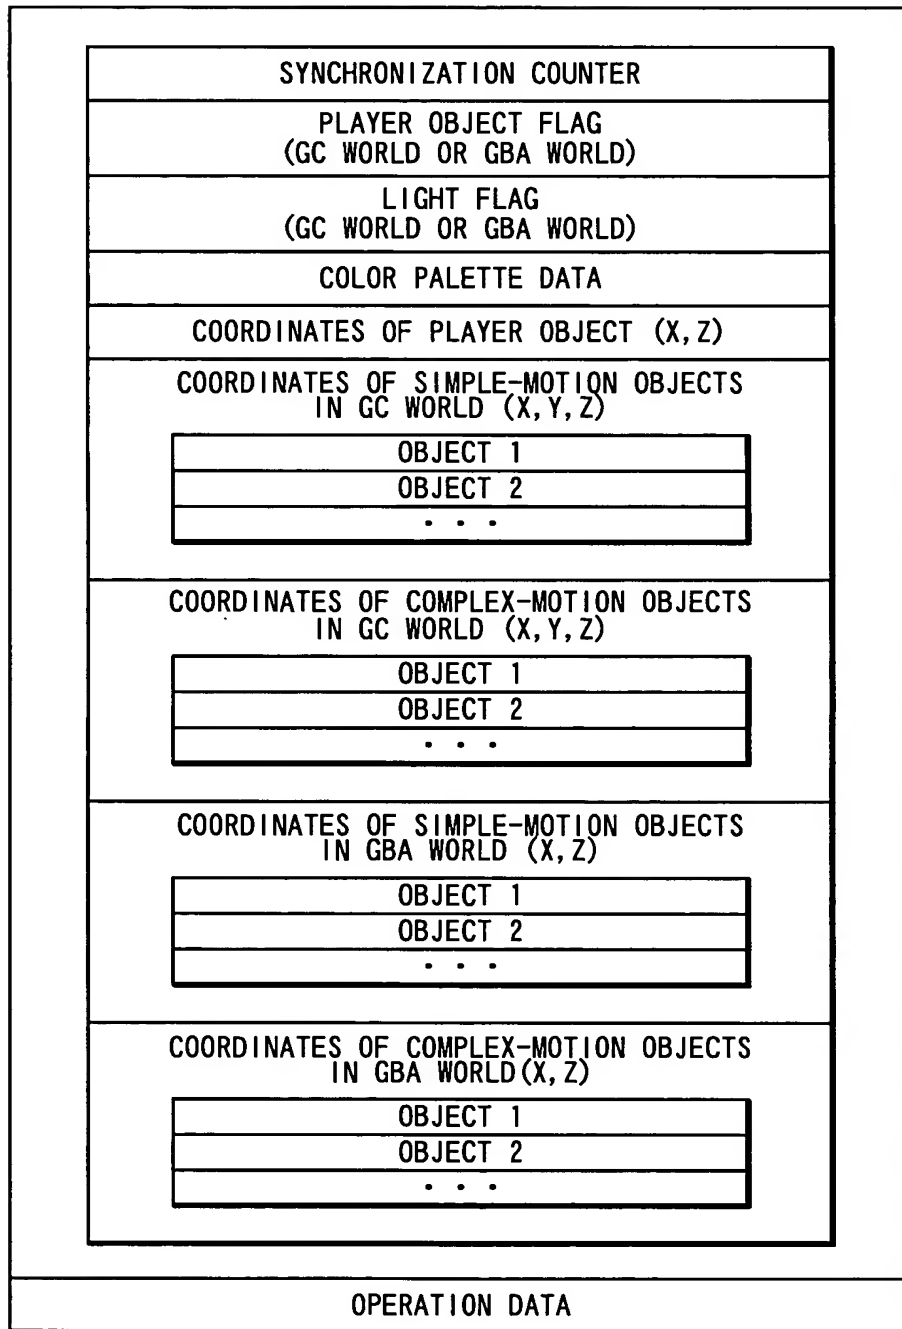 SYNCHRONIZATION COUNTER
PLAYER OBJECT FLAG
(GC WORLD OR GBA WORLD)
LIGHT FLAG
(GC WORLD OR GBA WORLD)
COLOR PALETTE DATA
COORDINATES OF PLAYER OBJECT (X,Z)
COORDINATES OF SIMPLE-MOTION OBJECTS
IN GC WORLD (X,Y,Z)
OBJECT 1
OBJECT 2
· · ·
COORDINATES OF COMPLEX-MOTION OBJECTS
IN GC WORLD (X,Y,Z)
OBJECT 1
OBJECT 2
· · ·
COORDINATES OF SIMPLE-MOTION OBJECTS
IN GBA WORLD (X,Z)
OBJECT 1
OBJECT 2
· · ·
COORDINATES OF COMPLEX-MOTION OBJECTS
IN GBA WORLD(X,Z)
OBJECT 1
OBJECT 2
· · ·
OPERATION DATA